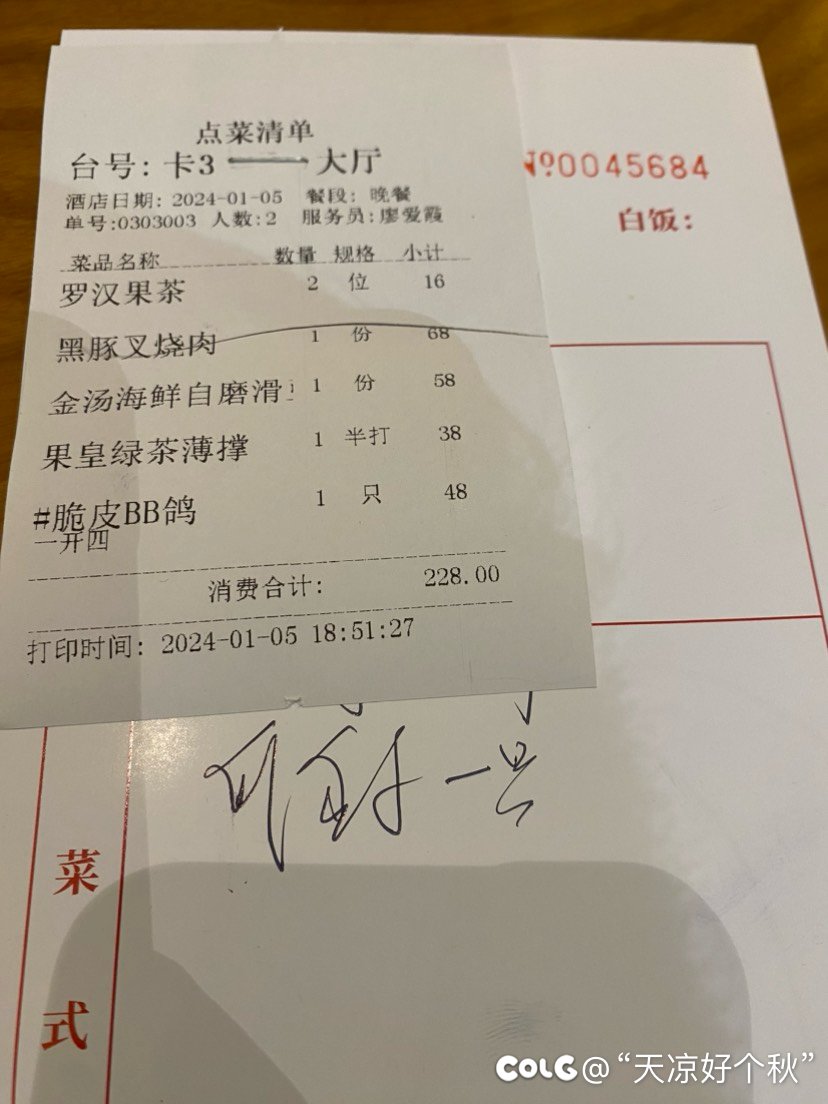 点菜清单
台号: 卡3 大厅
酒店日期: 2024-01-05 餐段: 晚餐
单号:0303003 人数:2 服务员:廖爱霞
菜品名称 数量 规格 小计
罗汉果茶 2 位 16
黑豚叉烧肉 1 份 68
金汤海鲜自磨滑 1 份 58
果皇绿茶薄撑 1 半打 38
#脆皮BB鸽 1 只 48
一开四
消费合计: 228.00
打印时间: 2024-01-05 18:51:27
Nº0045684
白饭:
一只
菜式
COLG@“天凉好个秋”